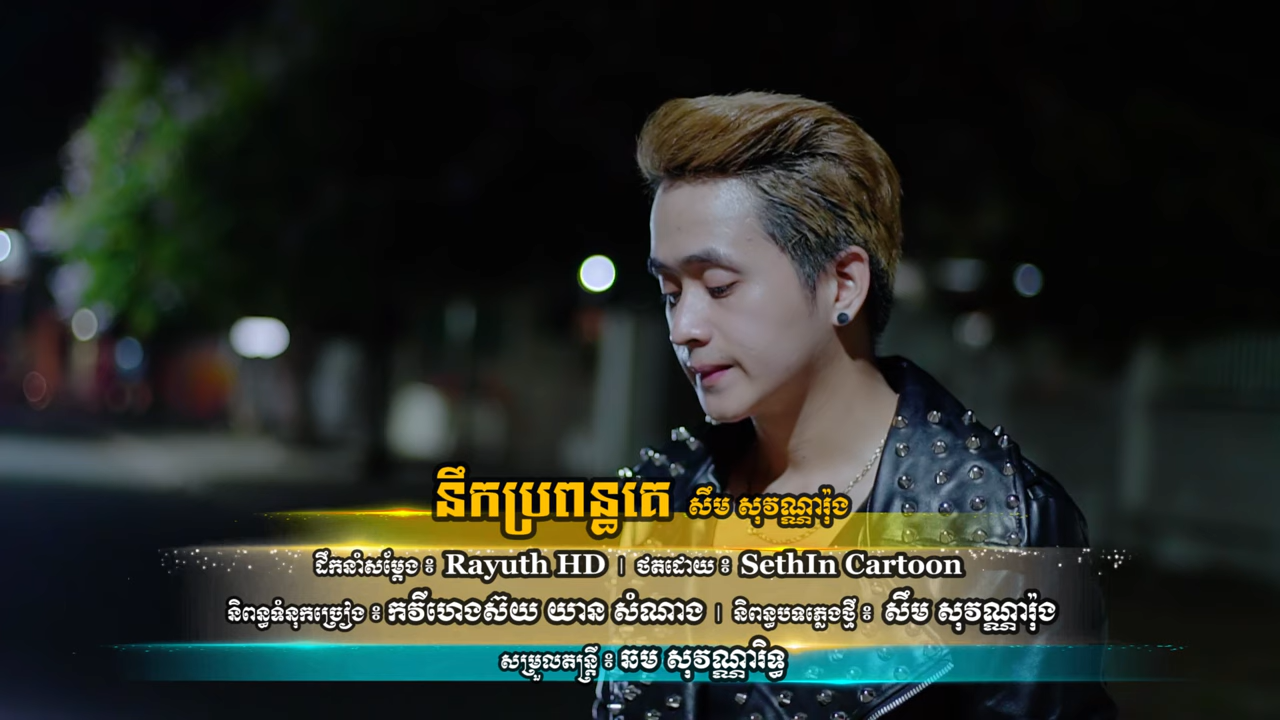 នឹកប្រពន្ធគេ សឹម សុវណ្ណារ៉ុង
ដឹកនាំសម្ដែង ៖ Rayuth HD | ថតដោយ ៖ SethIn Cartoon
និពន្ធទំនុកច្រៀង ៖ កវីហេងស៊យ យាន សំណាង | និពន្ធបទភ្លេងថ្មី ៖ សឹម សុវណ្ណារ៉ុង
សម្រួលតន្ត្រី ៖ ឆម សុវណ្ណារិទ្ធ